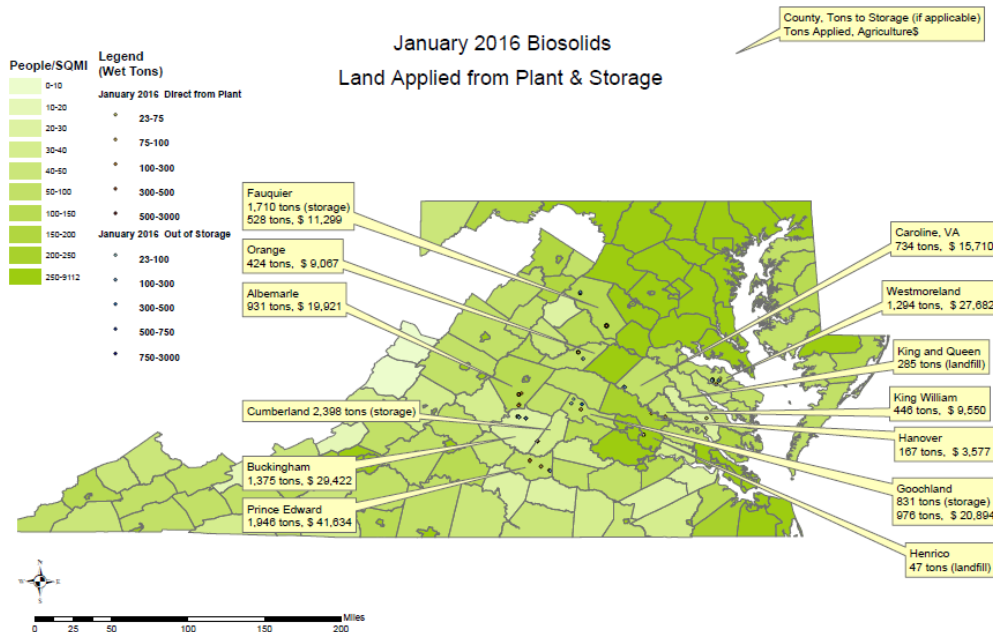 January 2016 Biosolids
Land Applied from Plant & Storage
County, Tons to Storage (if applicable)
Tons Applied, Agriculture$
People/SQMI
0-10
10-20
20-30
30-40
40-50
50-100
100-150
150-200
200-250
250-9112
Legend
(Wet Tons)
January 2016 Direct from Plant
23-75
75-100
100-300
300-500
500-3000
January 2016 Out of Storage
23-100
100-300
300-500
500-750
750-3000
Fauquier
1,710 tons (storage)
528 tons, $ 11,299
Orange
424 tons, $ 9,067
Albemarle
931 tons, $ 19,921
Cumberland 2,398 tons (storage)
Buckingham
1,375 tons, $ 29,422
Prince Edward
1,946 tons, $ 41,634
Caroline, VA
734 tons, $ 15,710
Westmoreland
1,294 tons, $ 27,682
King and Queen
285 tons (landfill)
King William
446 tons, $ 9,550
Hanover
167 tons, $ 3,577
Goochland
831 tons (storage)
976 tons, $ 20,894
Henrico
47 tons (landfill)
N
W E
S
Miles
0 25 50 100 150 200